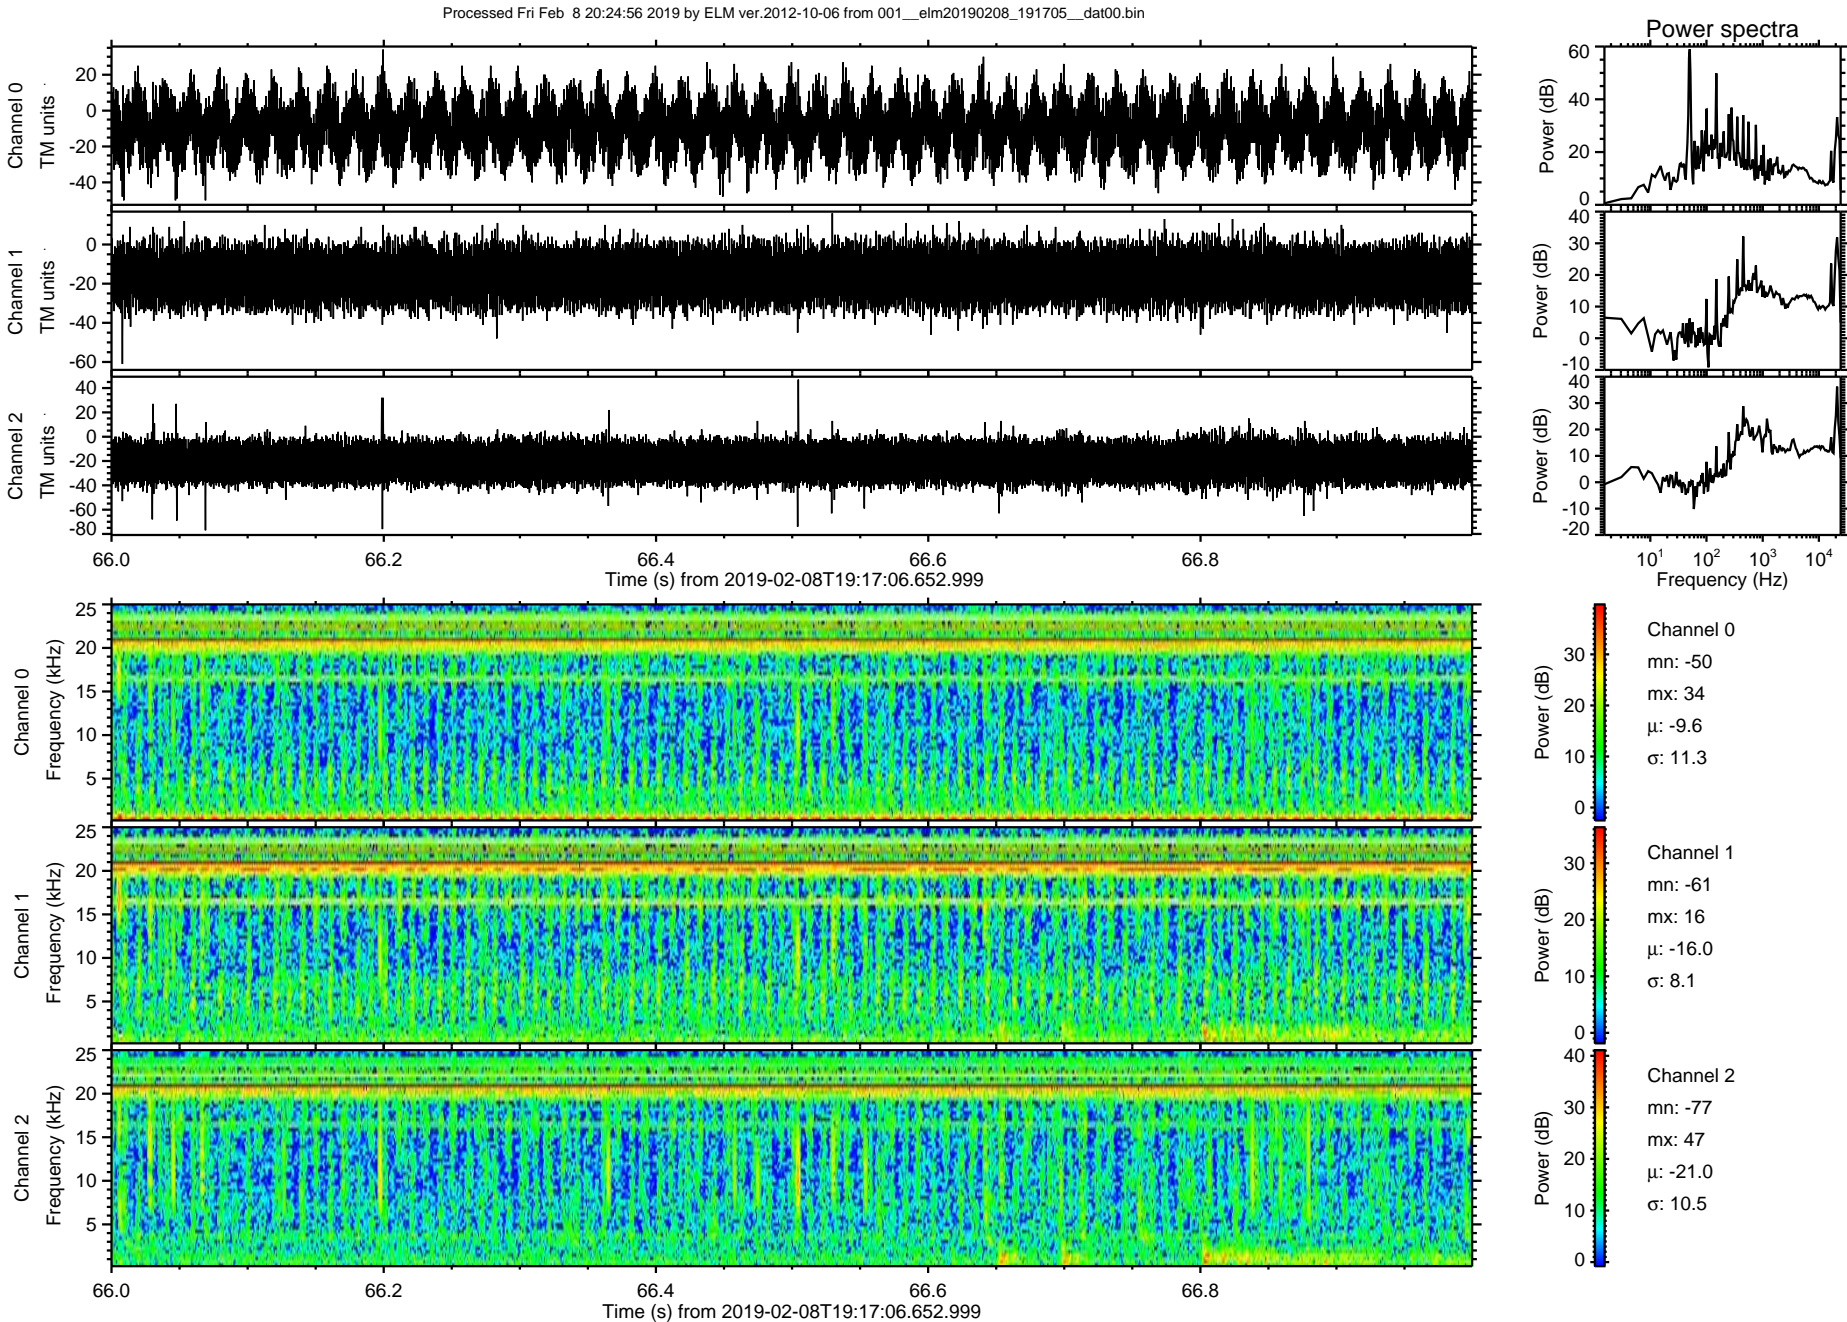 Processed Fri Feb  8 20:24:56 2019 by ELM ver.2012-10-06 from 001__elm20190208_191705__dat00.bin
Power spectra
Channel 0
TM units
20
0
-20
-40
Power (dB)
60
40
20
0
Channel 1
TM units
0
-20
-40
-60
Power (dB)
40
30
20
10
0
-10
Channel 2
TM units
40
20
0
-20
-40
-60
-80
Power (dB)
40
30
20
10
0
-10
-20
66.0 66.2 66.4 66.6 66.8
Time (s) from 2019-02-08T19:17:06.652.999
10^1 10^2 10^3 10^4
Frequency (Hz)
Channel 0
Frequency (kHz)
25
20
15
10
5
Power (dB)
30
20
10
0
Channel 0
mn: -50
mx: 34
μ: -9.6
σ: 11.3
Channel 1
Frequency (kHz)
25
20
15
10
5
Power (dB)
30
20
10
0
Channel 1
mn: -61
mx: 16
μ: -16.0
σ: 8.1
Channel 2
Frequency (kHz)
25
20
15
10
5
Power (dB)
40
30
20
10
0
Channel 2
mn: -77
mx: 47
μ: -21.0
σ: 10.5
66.0 66.2 66.4 66.6 66.8
Time (s) from 2019-02-08T19:17:06.652.999